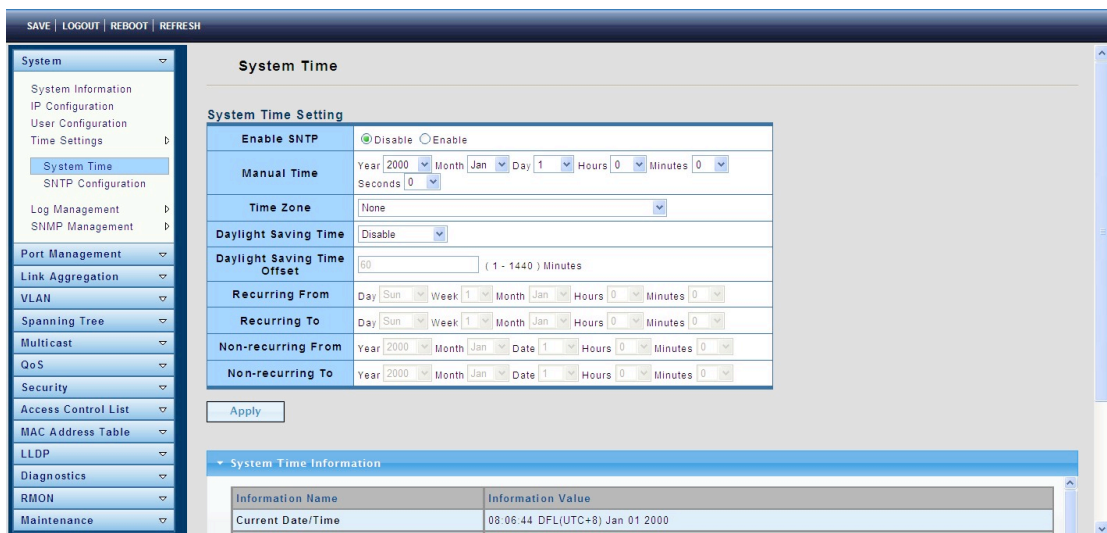 SAVE | LOGOUT | REBOOT | REFRESH
System
System Information
IP Configuration
User Configuration
Time Settings
System Time
SNTP Configuration
Log Management
SNMP Management
Port Management
Link Aggregation
VLAN
Spanning Tree
Multicast
QoS
Security
Access Control List
MAC Address Table
LLDP
Diagnostics
RMON
Maintenance
System Time
System Time Setting
Enable SNTP Disable Enable
Manual Time Year 2000 Month Jan Day 1 Hours 0 Minutes 0
Seconds 0
Time Zone None
Daylight Saving Time Disable
Daylight Saving Time
Offset 60 ( 1 - 1440 ) Minutes
Recurring From Day Sun Week 1 Month Jan Hours 0 Minutes 0
Recurring To Day Sun Week 1 Month Jan Hours 0 Minutes 0
Non-recurring From Year 2000 Month Jan Date 1 Hours 0 Minutes 0
Non-recurring To Year 2000 Month Jan Date 1 Hours 0 Minutes 0
Apply
System Time Information
Information Name Information Value
Current Date/Time 08:06:44 DFL(UTC+8) Jan 01 2000